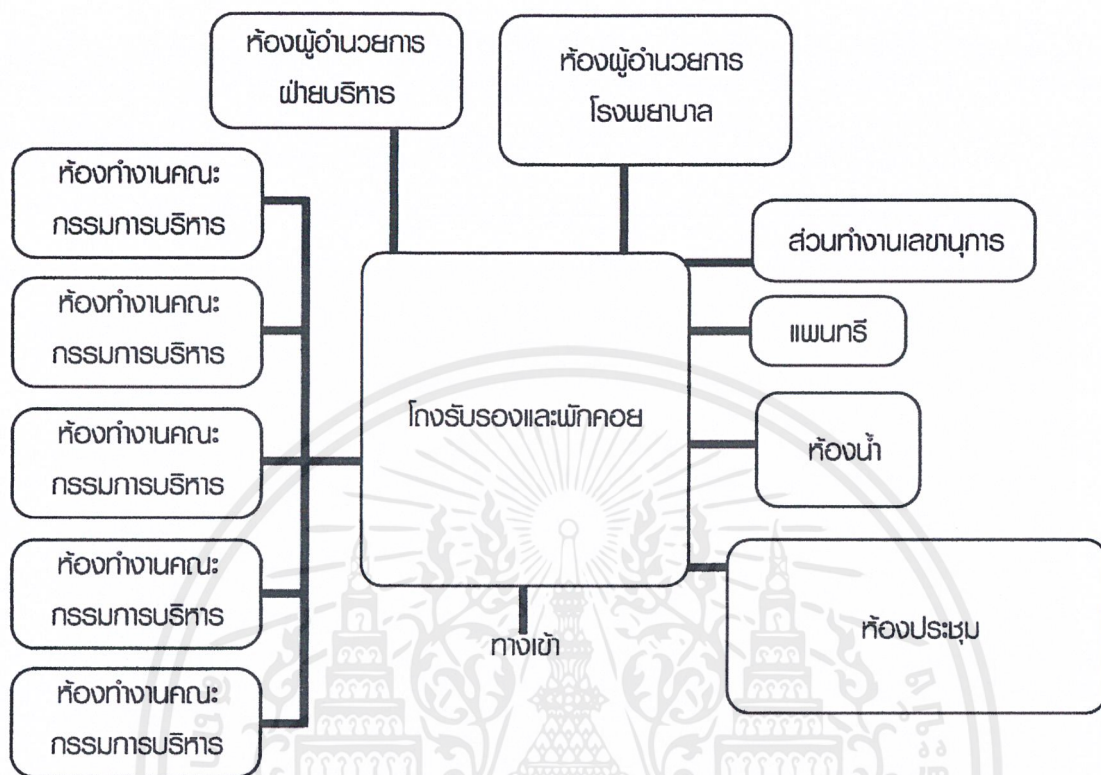 ห้องผู้อำนวยการ
ฝ่ายบริหาร
ห้องผู้อำนวยการ
โรงพยาบาล
ห้องทำงานคณะ
กรรมการบริหาร
ห้องทำงานคณะ
กรรมการบริหาร
ห้องทำงานคณะ
กรรมการบริหาร
ห้องทำงานคณะ
กรรมการบริหาร
ห้องทำงานคณะ
กรรมการบริหาร
โถงรับรองและพักคอย
ส่วนทำงานเลขานุการ
แพนทรี
ห้องน้ำ
ห้องประชุม
ทางเข้า